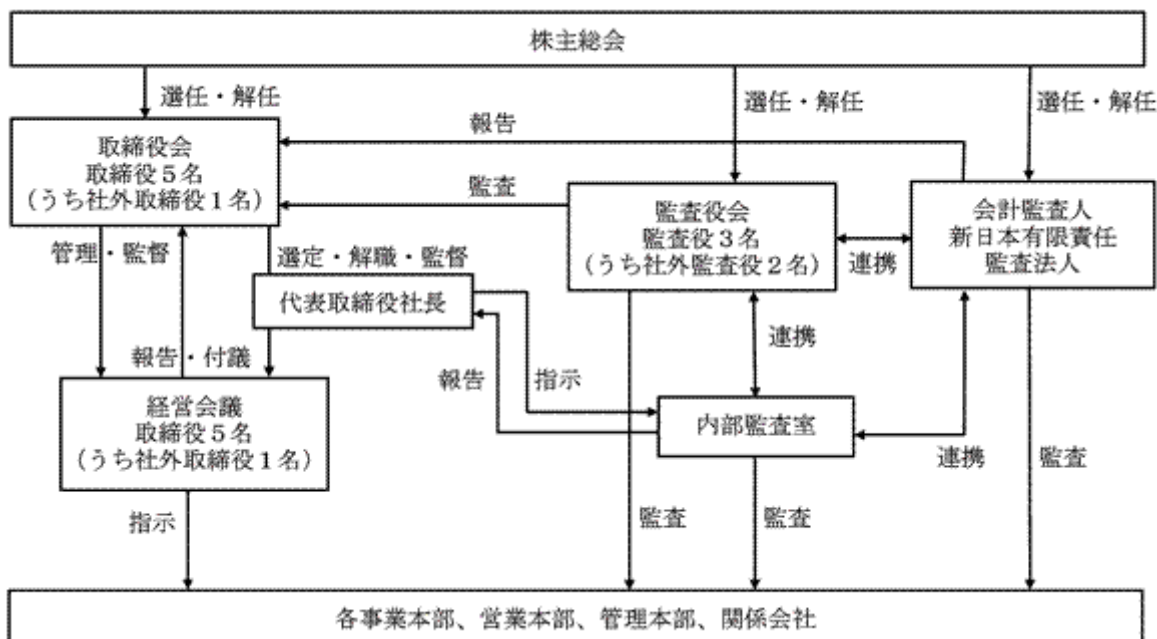 株主総会
選任・解任
選任・解任
選任・解任
報告
取締役会
取締役5名
(うち社外取締役1名)
監査
監査役会
監査役3名
(うち社外監査役2名)
会計監査人
新日本有限責任
監査法人
連携
管理・監督
選定・解職・監督
代表取締役社長
連携
報告・付議
報告
指示
経営会議
取締役5名
(うち社外取締役1名)
内部監査室
連携
監査
指示
監査
監査
各事業本部、営業本部、管理本部、関係会社